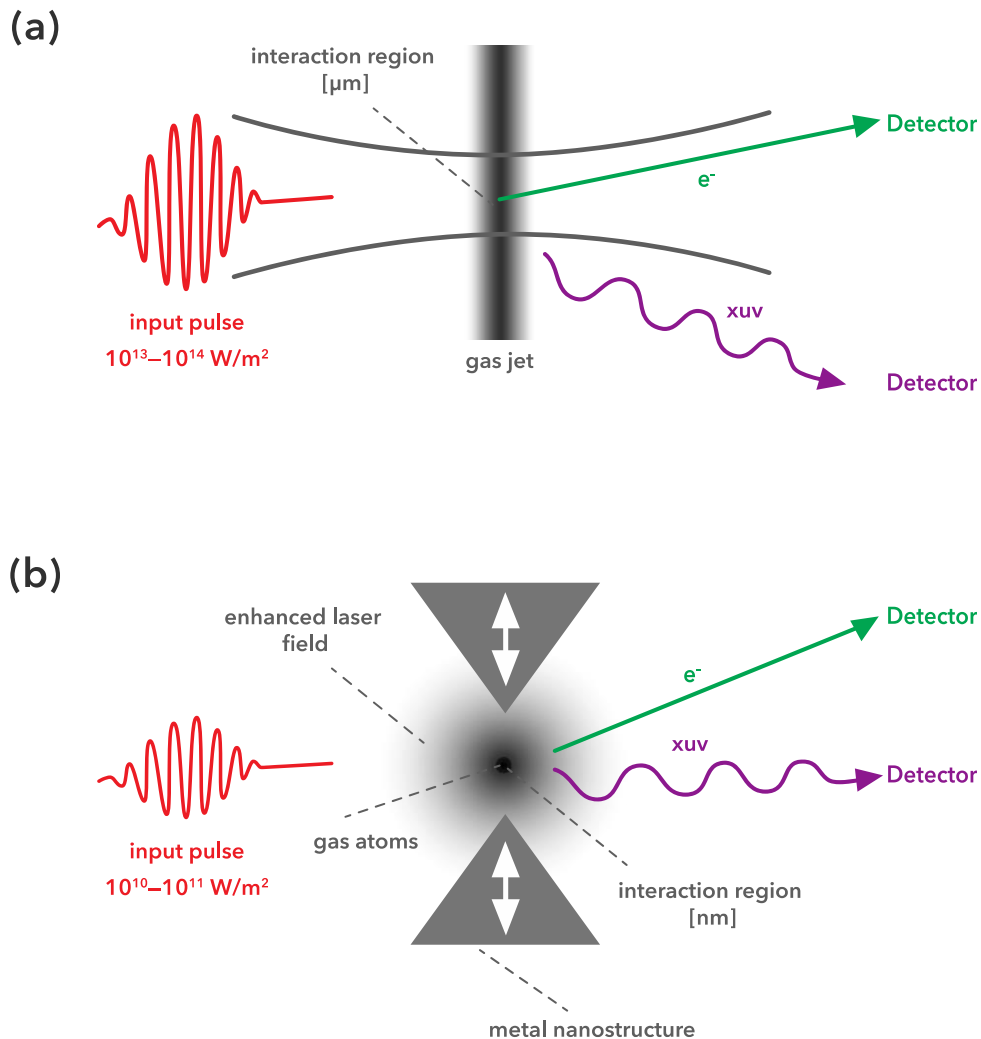 (a)
interaction region
[μm]
Detector
e⁻
input pulse
10¹³–10¹⁴ W/m²
gas jet
xuv
Detector
(b)
enhanced laser
field
Detector
e⁻
xuv
Detector
gas atoms
input pulse
10¹⁰–10¹¹ W/m²
interaction region
[nm]
metal nanostructure